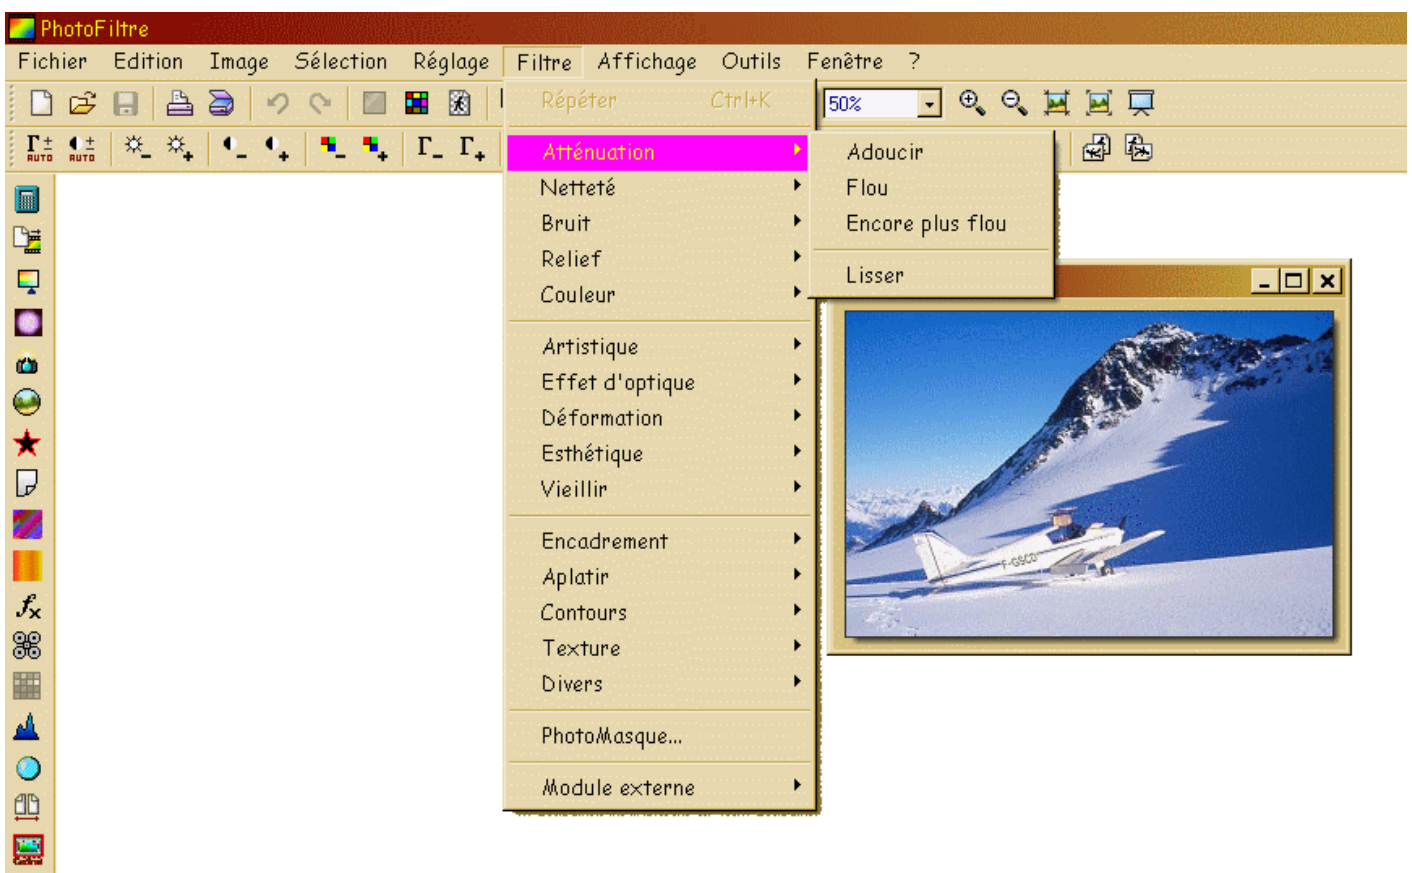 PhotoFiltre
Fichier Edition Image Sélection Réglage Filtre Affichage Outils Fenêtre ?
50%
AUTO AUTO
Répéter Ctrl+K
Atténuation
Netteté
Bruit
Relief
Couleur
Artistique
Effet d'optique
Déformation
Esthétique
Vieillir
Encadrement
Aplatir
Contours
Texture
Divers
PhotoMasque...
Module externe
Adoucir
Flou
Encore plus flou
Lisser
F-GSCD